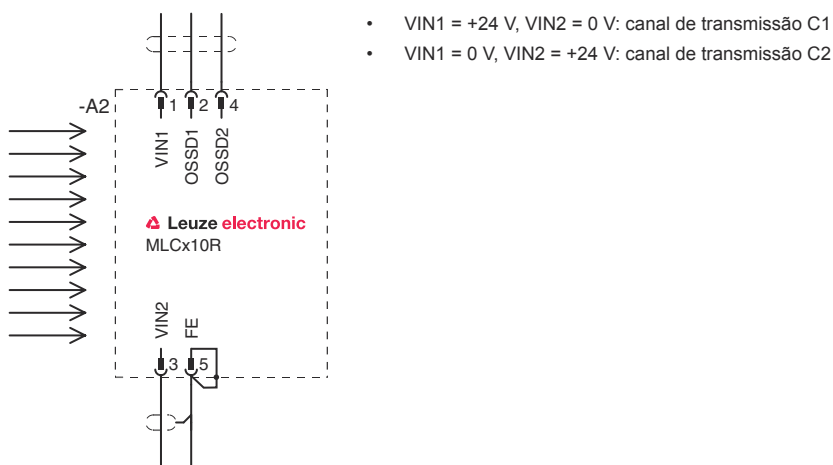 • VIN1 = +24 V, VIN2 = 0 V: canal de transmissão C1
• VIN1 = 0 V, VIN2 = +24 V: canal de transmissão C2
-A2
1 2 4
VIN1
OSSD1
OSSD2
Leuze electronic
MLCx10R
VIN2
FE
3 5